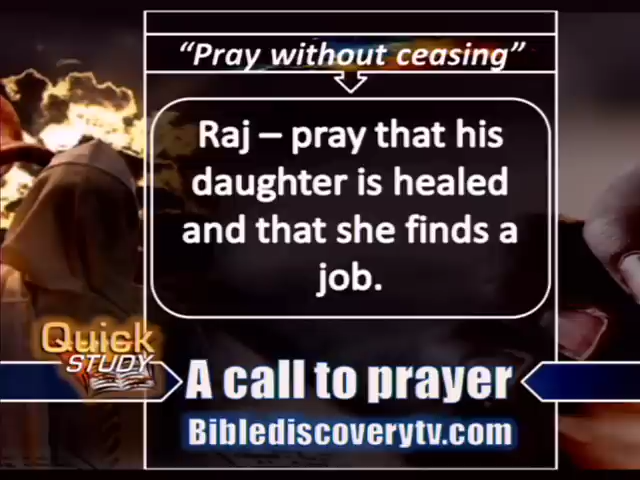 “Pray without ceasing”
Raj – pray that his
daughter is healed
and that she finds a
job.
Quick
STUDY
A call to prayer
Biblediscoverytv.com